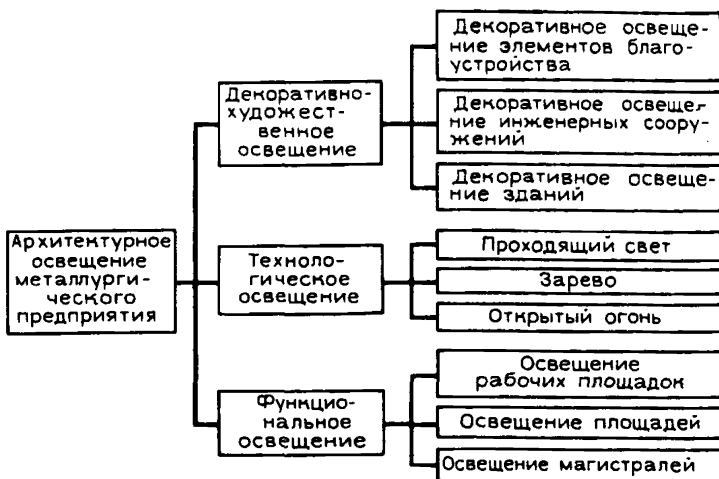 Архитектурное
освещение
металлурги-
ческого
предприятия
Декоративно-
художест-
венное
освещение
Декоративное освеще-
ние элементов благо-
устройства
Декоративное освеще-
ние инженерных соору-
жений
Декоративное освеще-
ние зданий
Техноло-
гическое
освещение
Проходящий свет
Зарево
Открытый огонь
Функцио-
нальное
освещение
Освещение
рабочих площадок
Освещение площадей
Освещение магистралей